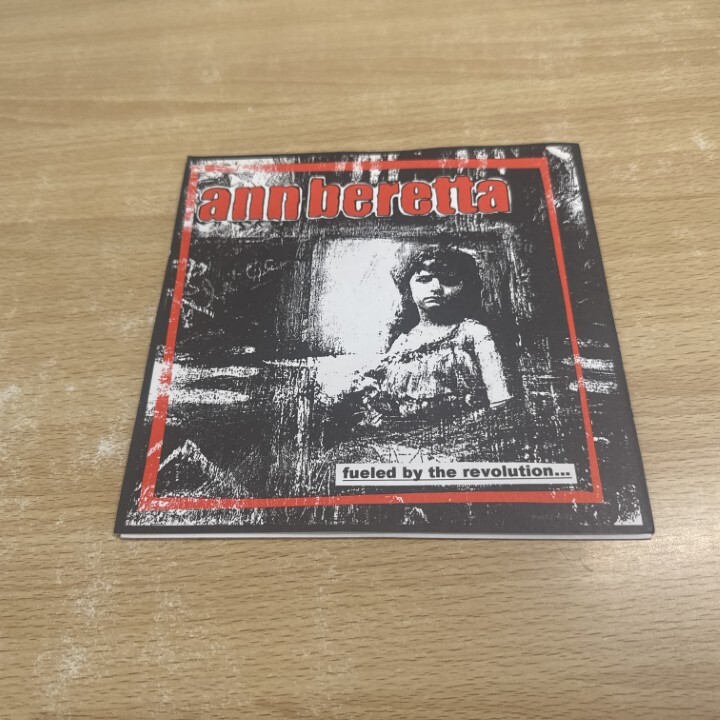 ann beretta
fueled by the revolution...